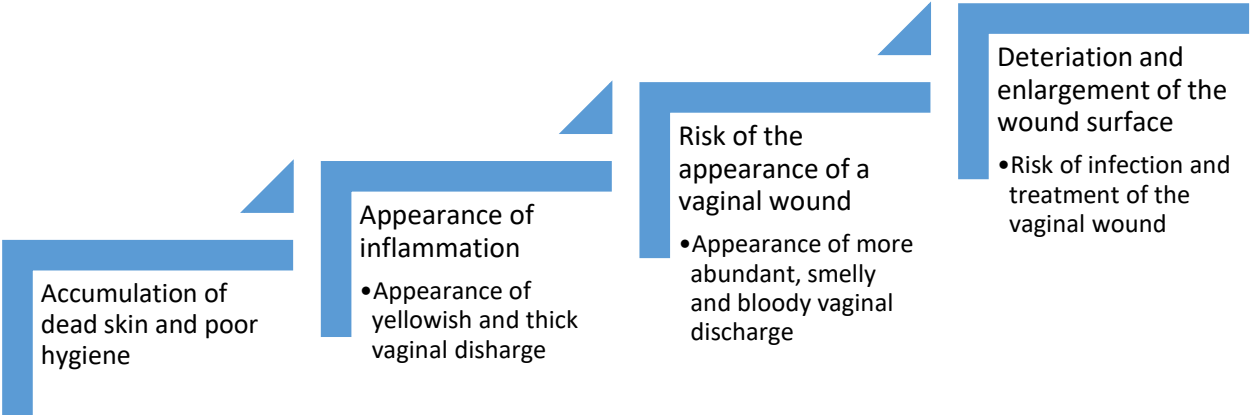 Accumulation of
dead skin and poor
hygiene
Appearance of
inflammation
•Appearance of
yellowish and thick
vaginal disharge
Risk of the
appearance of a
vaginal wound
•Appearance of more
abundant, smelly
and bloody vaginal
discharge
Deteriation and
enlargement of the
wound surface
•Risk of infection and
treatment of the
vaginal wound